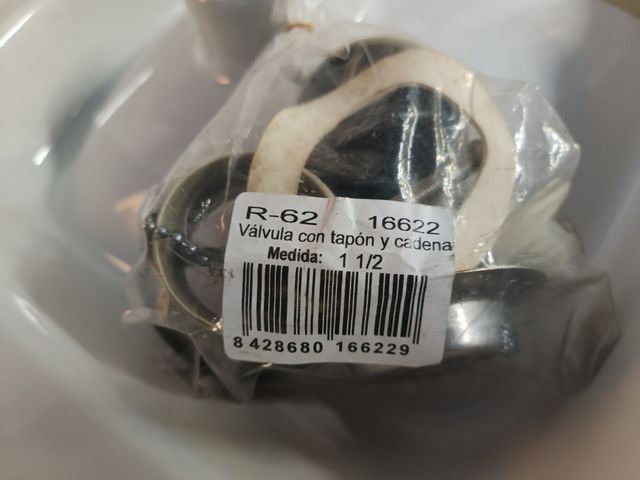 R-62 16622
Válvula con tapón y cadena
Medida: 1 1/2
8 428680 166229